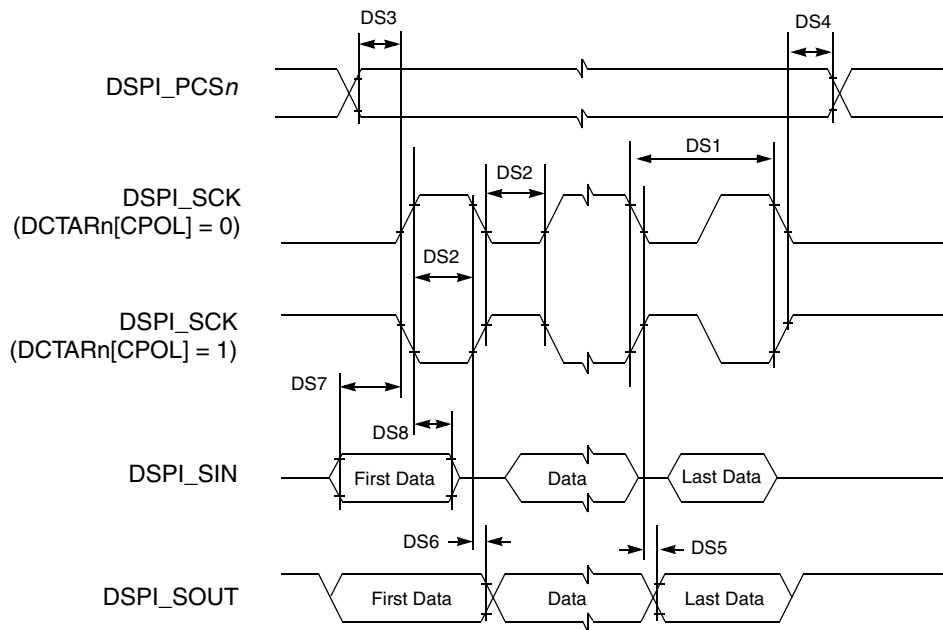 DS3
DS4
DSPI_PCSn
DS1
DS2
DSPI_SCK
(DCTARn[CPOL] = 0)
DS2
DSPI_SCK
(DCTARn[CPOL] = 1)
DS7
DS8
DSPI_SIN
First Data
Data
Last Data
DS6
DS5
DSPI_SOUT
First Data
Data
Last Data